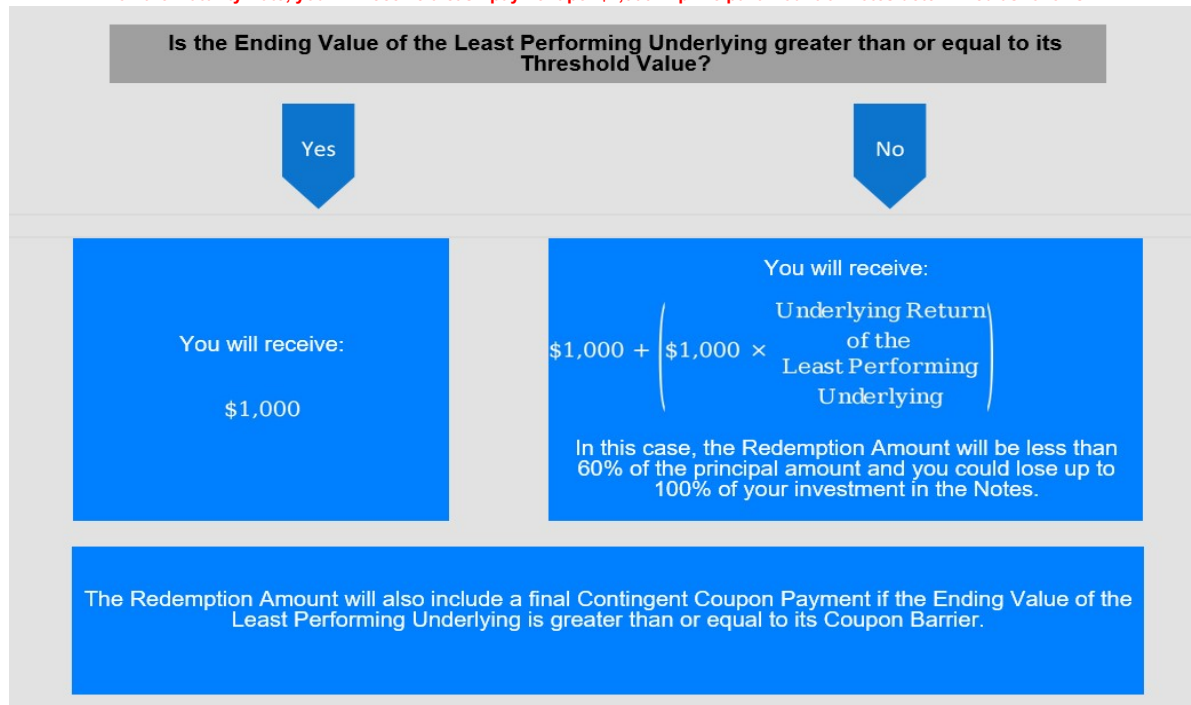 Is the Ending Value of the Least Performing Underlying greater than or equal to its
Threshold Value?
Yes
No
You will receive:
$1,000
You will receive:
$1,000 + ($1,000 × Underlying Return
of the
Least Performing
Underlying)
In this case, the Redemption Amount will be less than
60% of the principal amount and you could lose up to
100% of your investment in the Notes.
The Redemption Amount will also include a final Contingent Coupon Payment if the Ending Value of the
Least Performing Underlying is greater than or equal to its Coupon Barrier.